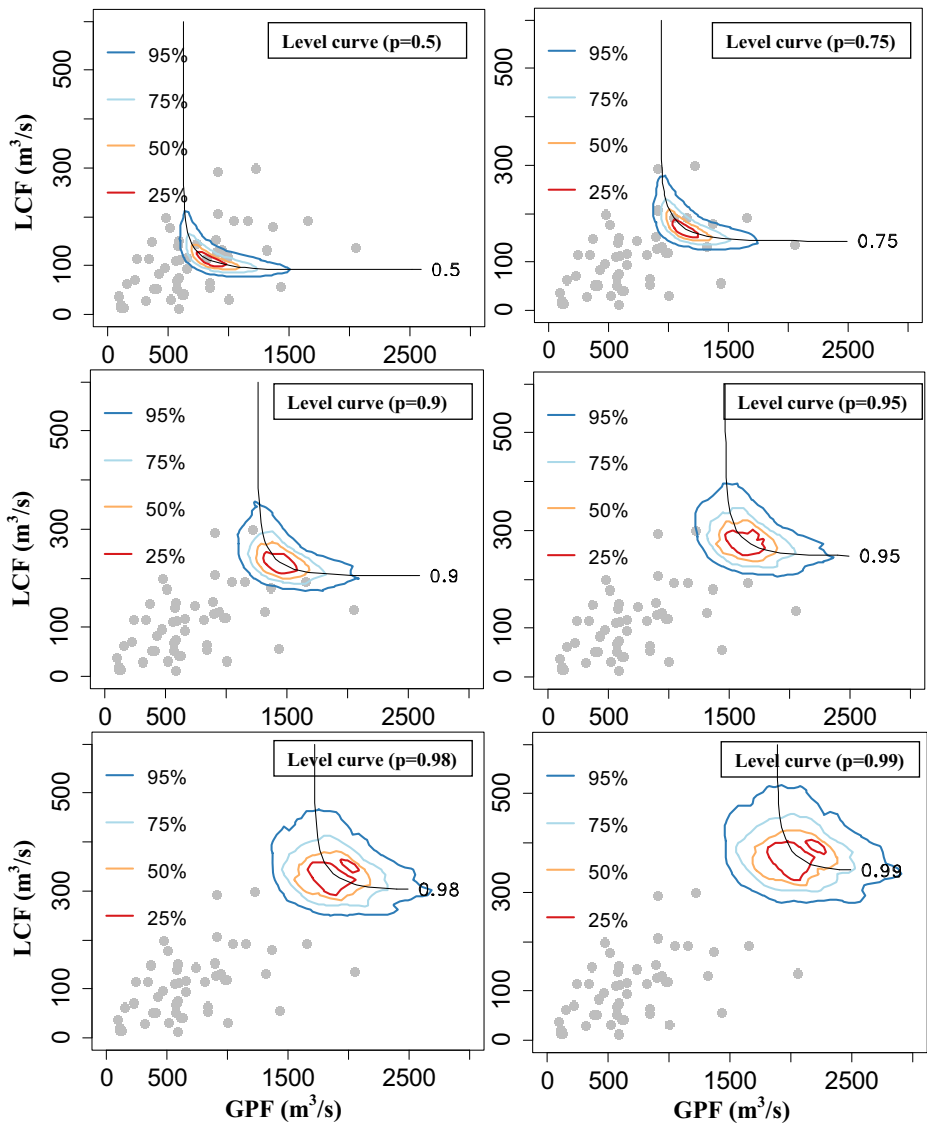 Level curve (p=0.5)
95%
75%
50%
25%
0.5
LCF (m³/s)
0 100 300 500
0 500 1500 2500
Level curve (p=0.75)
95%
75%
50%
25%
0.75
0 100 300 500
0 500 1500 2500
Level curve (p=0.9)
95%
75%
50%
25%
0.9
LCF (m³/s)
0 100 300 500
0 500 1500 2500
Level curve (p=0.95)
95%
75%
50%
25%
0.95
0 100 300 500
0 500 1500 2500
Level curve (p=0.98)
95%
75%
50%
25%
0.98
LCF (m³/s)
0 100 300 500
0 500 1500 2500
GPF (m³/s)
Level curve (p=0.99)
95%
75%
50%
25%
0.99
0 100 300 500
0 500 1500 2500
GPF (m³/s)